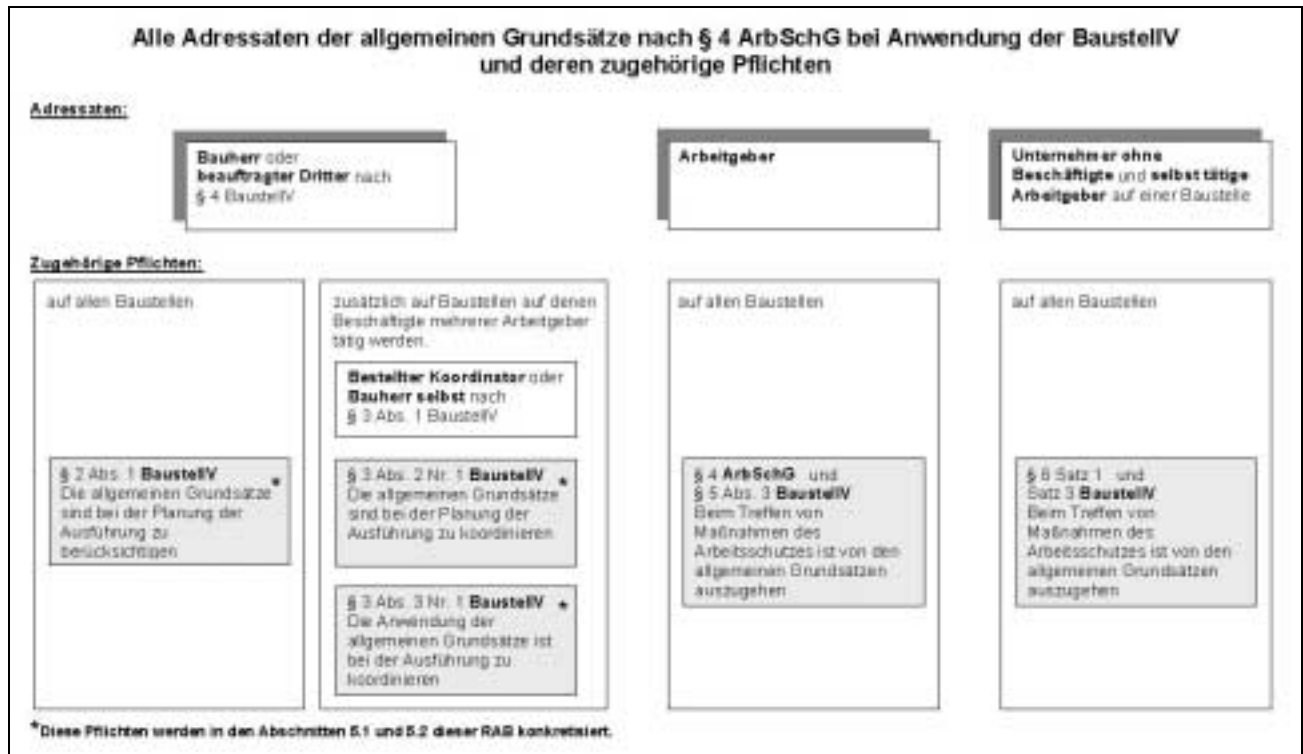 Alle Adressaten der allgemeinen Grundsätze nach § 4 ArbSchG bei Anwendung der BaustellV
und deren zugehörige Pflichten
Adressaten:
Bauherr oder
beauftragter Dritter nach
§ 4 BaustellV
Arbeitgeber
Unternehmer ohne
Beschäftigte und selbst tätige
Arbeitgeber auf einer Baustelle
Zugehörige Pflichten:
auf allen Baustellen
zusätzlich auf Baustellen auf denen
Beschäftigte mehrerer Arbeitgeber
tätig werden.
Bestellter Koordinator oder
Bauherr selbst nach
§ 3 Abs. 1 BaustellV
§ 2 Abs. 1 BaustellV *
Die allgemeinen Grundsätze
sind bei der Planung der
Ausführung zu
berücksichtigen
§ 3 Abs. 2 Nr. 1 BaustellV *
Die allgemeinen Grundsätze
sind bei der Planung der
Ausführung zu koordinieren
§ 3 Abs. 3 Nr. 1 BaustellV *
Die Anwendung der
allgemeinen Grundsätze ist
bei der Ausführung zu
koordinieren
auf allen Baustellen
§ 4 ArbSchG und
§ 5 Abs. 3 BaustellV
Beim Treffen von
Maßnahmen des
Arbeitsschutzes ist von den
allgemeinen Grundsätzen
auszugehen
auf allen Baustellen
§ 6 Satz 1 und
Satz 3 BaustellV
Beim Treffen von
Maßnahmen des
Arbeitsschutzes ist von den
allgemeinen Grundsätzen
auszugehen
*Diese Pflichten werden in den Abschnitten 5.1 und 5.2 dieser RAB konkretisiert.